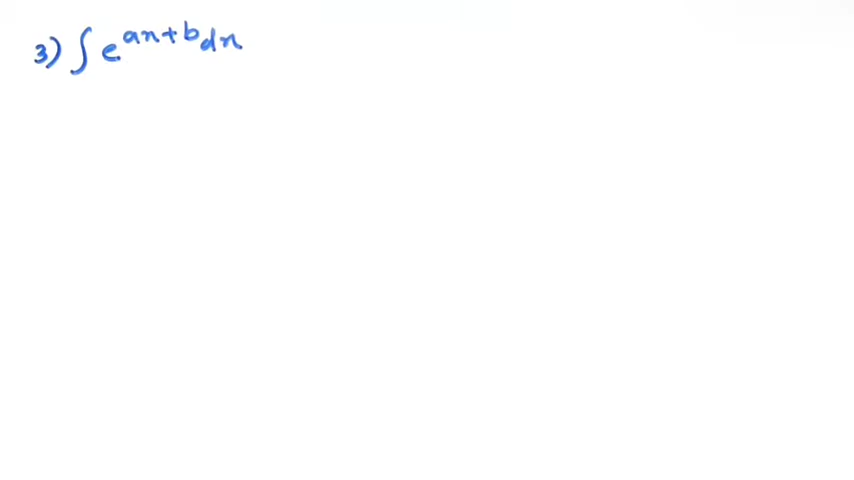 3) ∫ e^{ax+b} dx